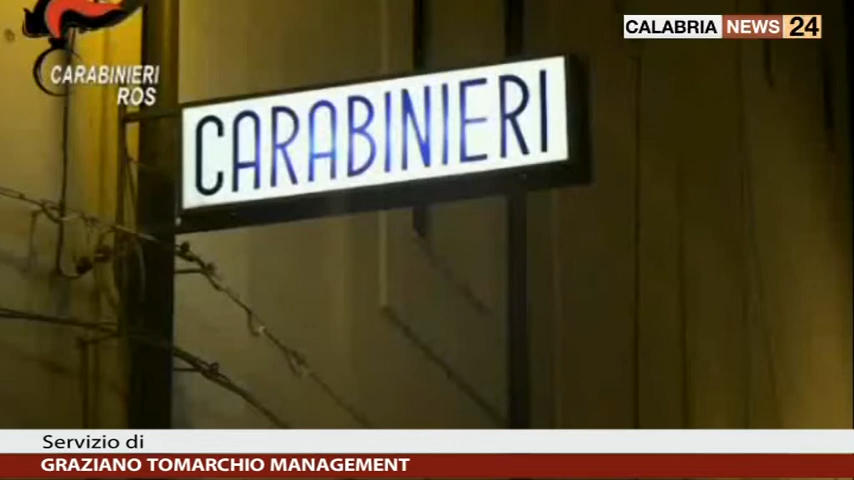 CARABINIERI
ROS
CALABRIA NEWS 24
CARABINIERI
Servizio di
GRAZIANO TOMARCHIO MANAGEMENT